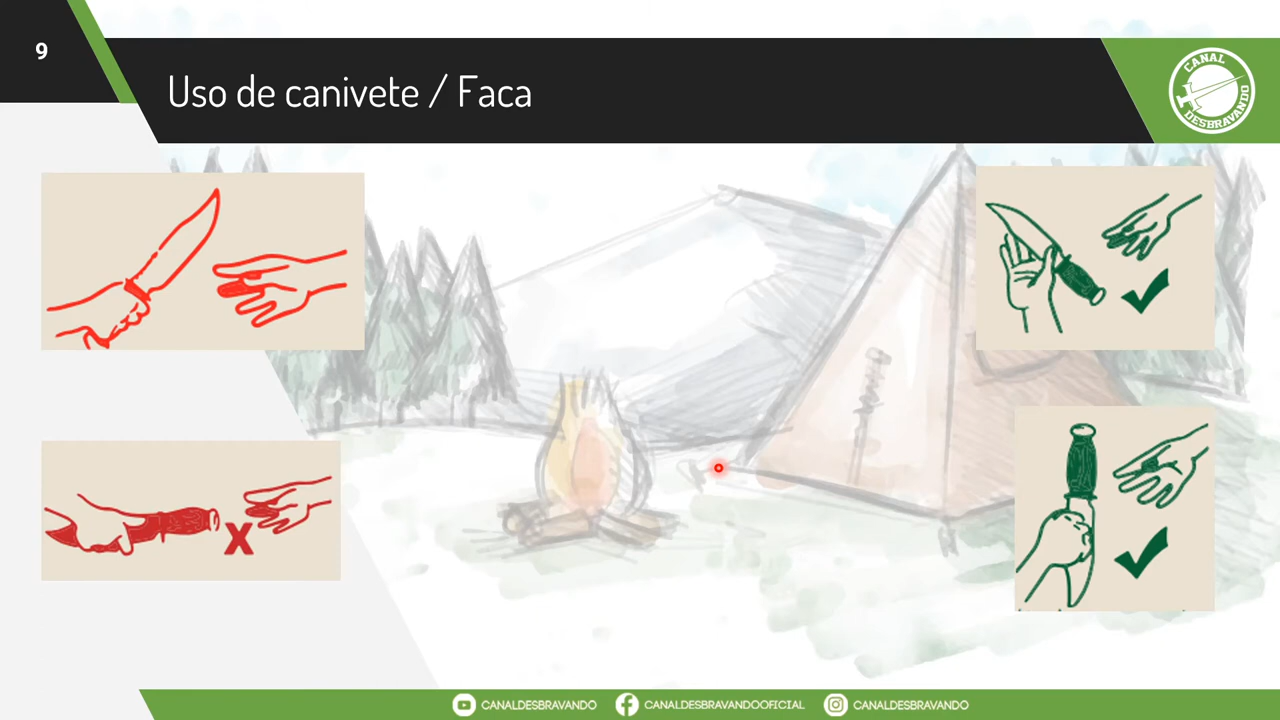 9
Uso de canivete / Faca
CANAL
DESBRAVANDO
X
CANALDESBRAVANDO
CANALDESBRAVANDOOFICIAL
CANALDESBRAVANDO